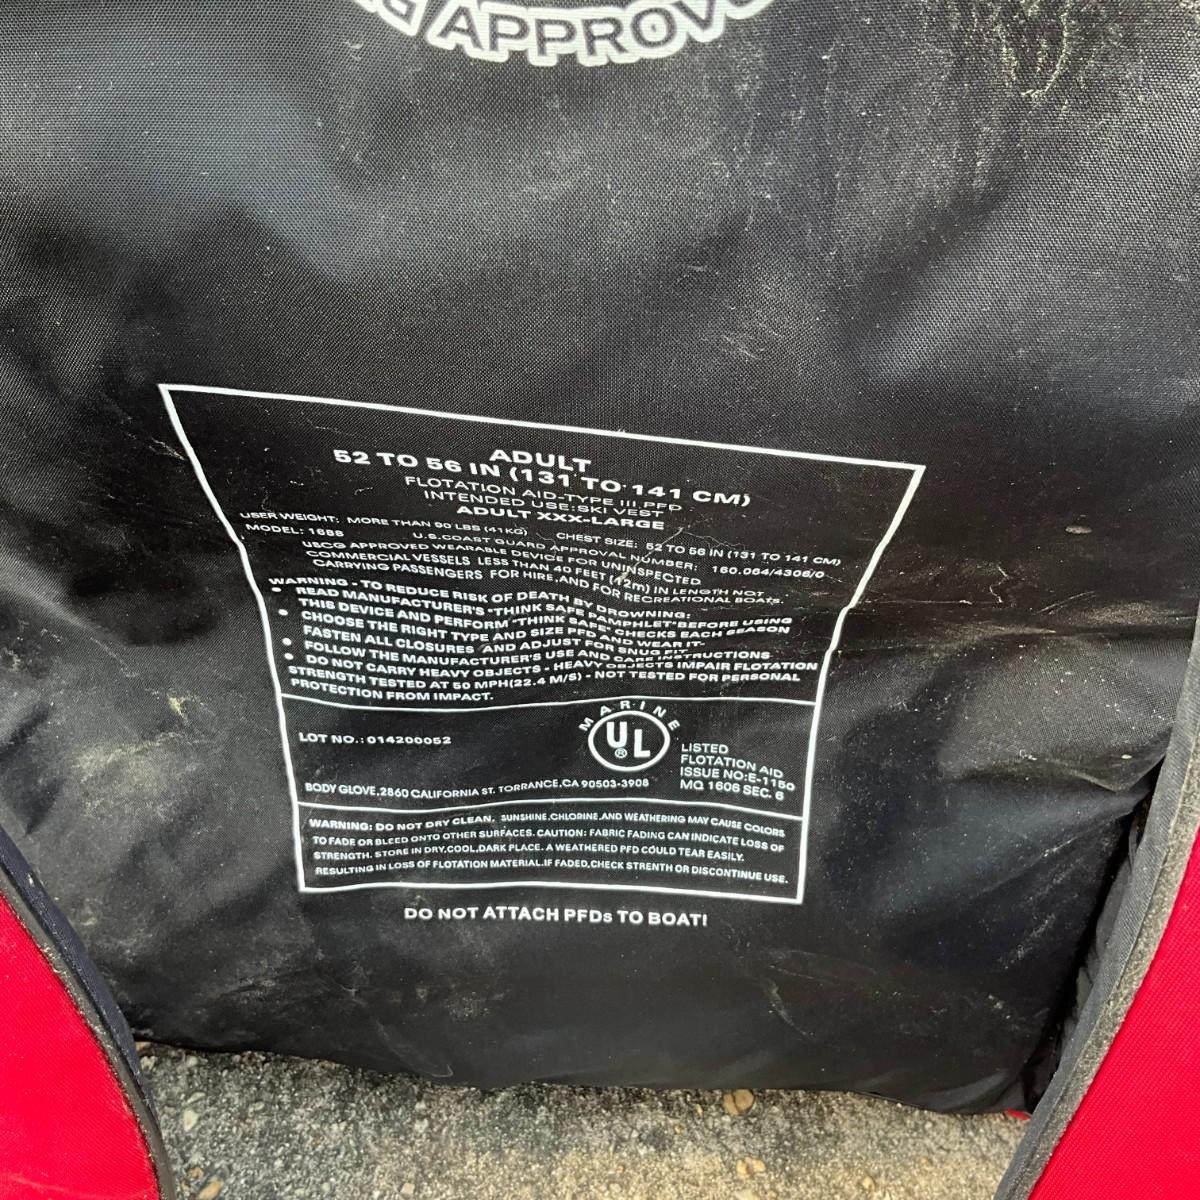 APPROV
ADULT
52 TO 56 IN (131 TO 141 CM)
FLOTATION AID-TYPE III PFD
INTENDED USE:SKI VEST
ADULT XXX-LARGE
USER WEIGHT: MORE THAN 90 LBS (41KG) CHEST SIZE: 52 TO 56 IN (131 TO 141 CM)
MODEL: 1688 U.S.COAST GUARD APPROVAL NUMBER: 160.064/4308/0
USCG APPROVED WEARABLE DEVICE FOR UNINSPECTED
COMMERCIAL VESSELS LESS THAN 40 FEET (12m) IN LENGTH NOT
CARRYING PASSENGERS FOR HIRE,AND FOR RECREATIONAL BOATS.
WARNING - TO REDUCE RISK OF DEATH BY DROWNING:
• READ MANUFACTURER'S "THINK SAFE PAMPHLET"BEFORE USING
THIS DEVICE AND PERFORM "THINK SAFE" CHECKS EACH SEASON
• CHOOSE THE RIGHT TYPE AND SIZE PFD AND WEAR IT-
FASTEN ALL CLOSURES AND ADJUST FOR SNUG FIT
• FOLLOW THE MANUFACTURER'S USE AND CARE INSTRUCTIONS
• DO NOT CARRY HEAVY OBJECTS - HEAVY OBJECTS IMPAIR FLOTATION
STRENGTH TESTED AT 50 MPH(22.4 M/S) - NOT TESTED FOR PERSONAL
PROTECTION FROM IMPACT.
LOT NO.: 014200052
MARINE
UL
®
LISTED
FLOTATION AID
ISSUE NO:E-1150
MQ 1606 SEC. 6
BODY GLOVE,2860 CALIFORNIA ST. TORRANCE,CA 90503-3908
WARNING: DO NOT DRY CLEAN, SUNSHINE.CHLORINE.AND WEATHERING MAY CAUSE COLORS
TO FADE OR BLEED ONTO OTHER SURFACES. CAUTION: FABRIC FADING CAN INDICATE LOSS OF
STRENGTH. STORE IN DRY,COOL,DARK PLACE. A WEATHERED PFD COULD TEAR EASILY.
RESULTING IN LOSS OF FLOTATION MATERIAL.IF FADED,CHECK STRENTH OR DISCONTINUE USE.
DO NOT ATTACH PFDs TO BOAT!